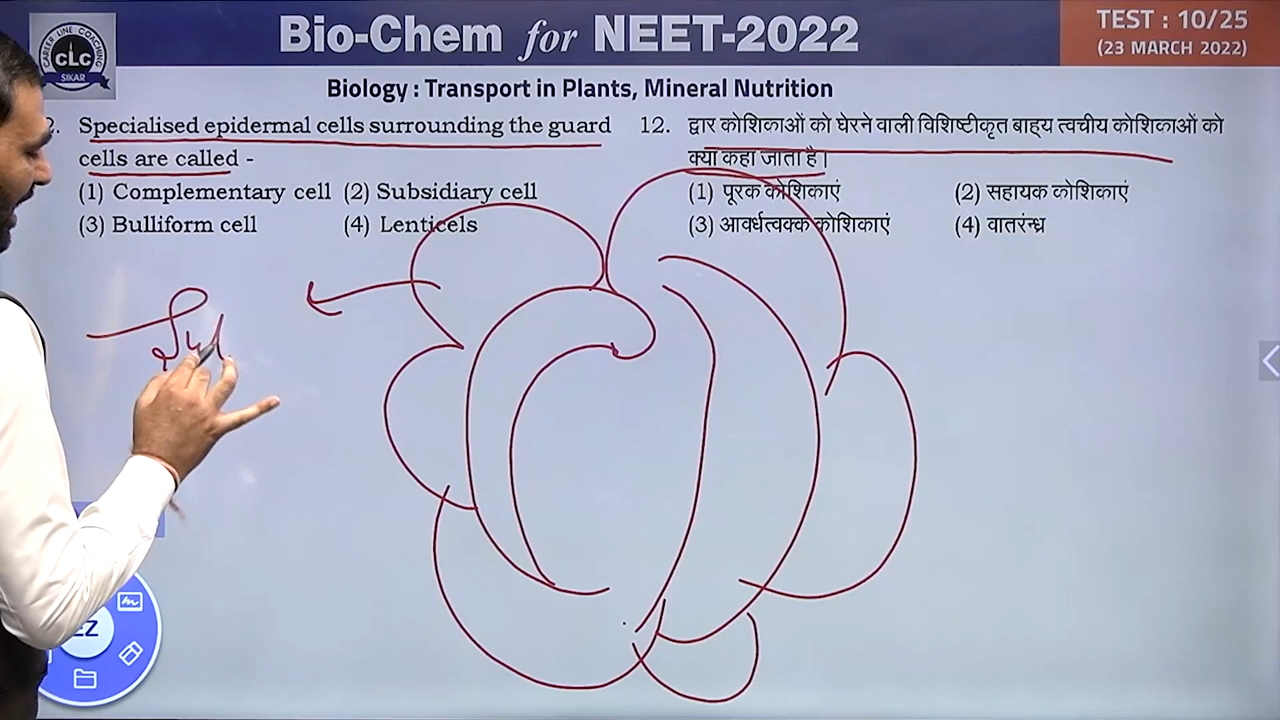 CAREER LINE COACHING
CLC
SIKAR
Bio-Chem for NEET-2022
TEST : 10/25
(23 MARCH 2022)
Biology : Transport in Plants, Mineral Nutrition
2. Specialised epidermal cells surrounding the guard
cells are called -
(1) Complementary cell (2) Subsidiary cell
(3) Bulliform cell (4) Lenticels
12. द्वार कोशिकाओं को घेरने वाली विशिष्टीकृत बाह्य त्वचीय कोशिकाओं को
क्या कहा जाता है।
(1) पूरक कोशिकाएं (2) सहायक कोशिकाएं
(3) आवर्धत्वक्क कोशिकाएं (4) वातरंन्ध्र
EZ